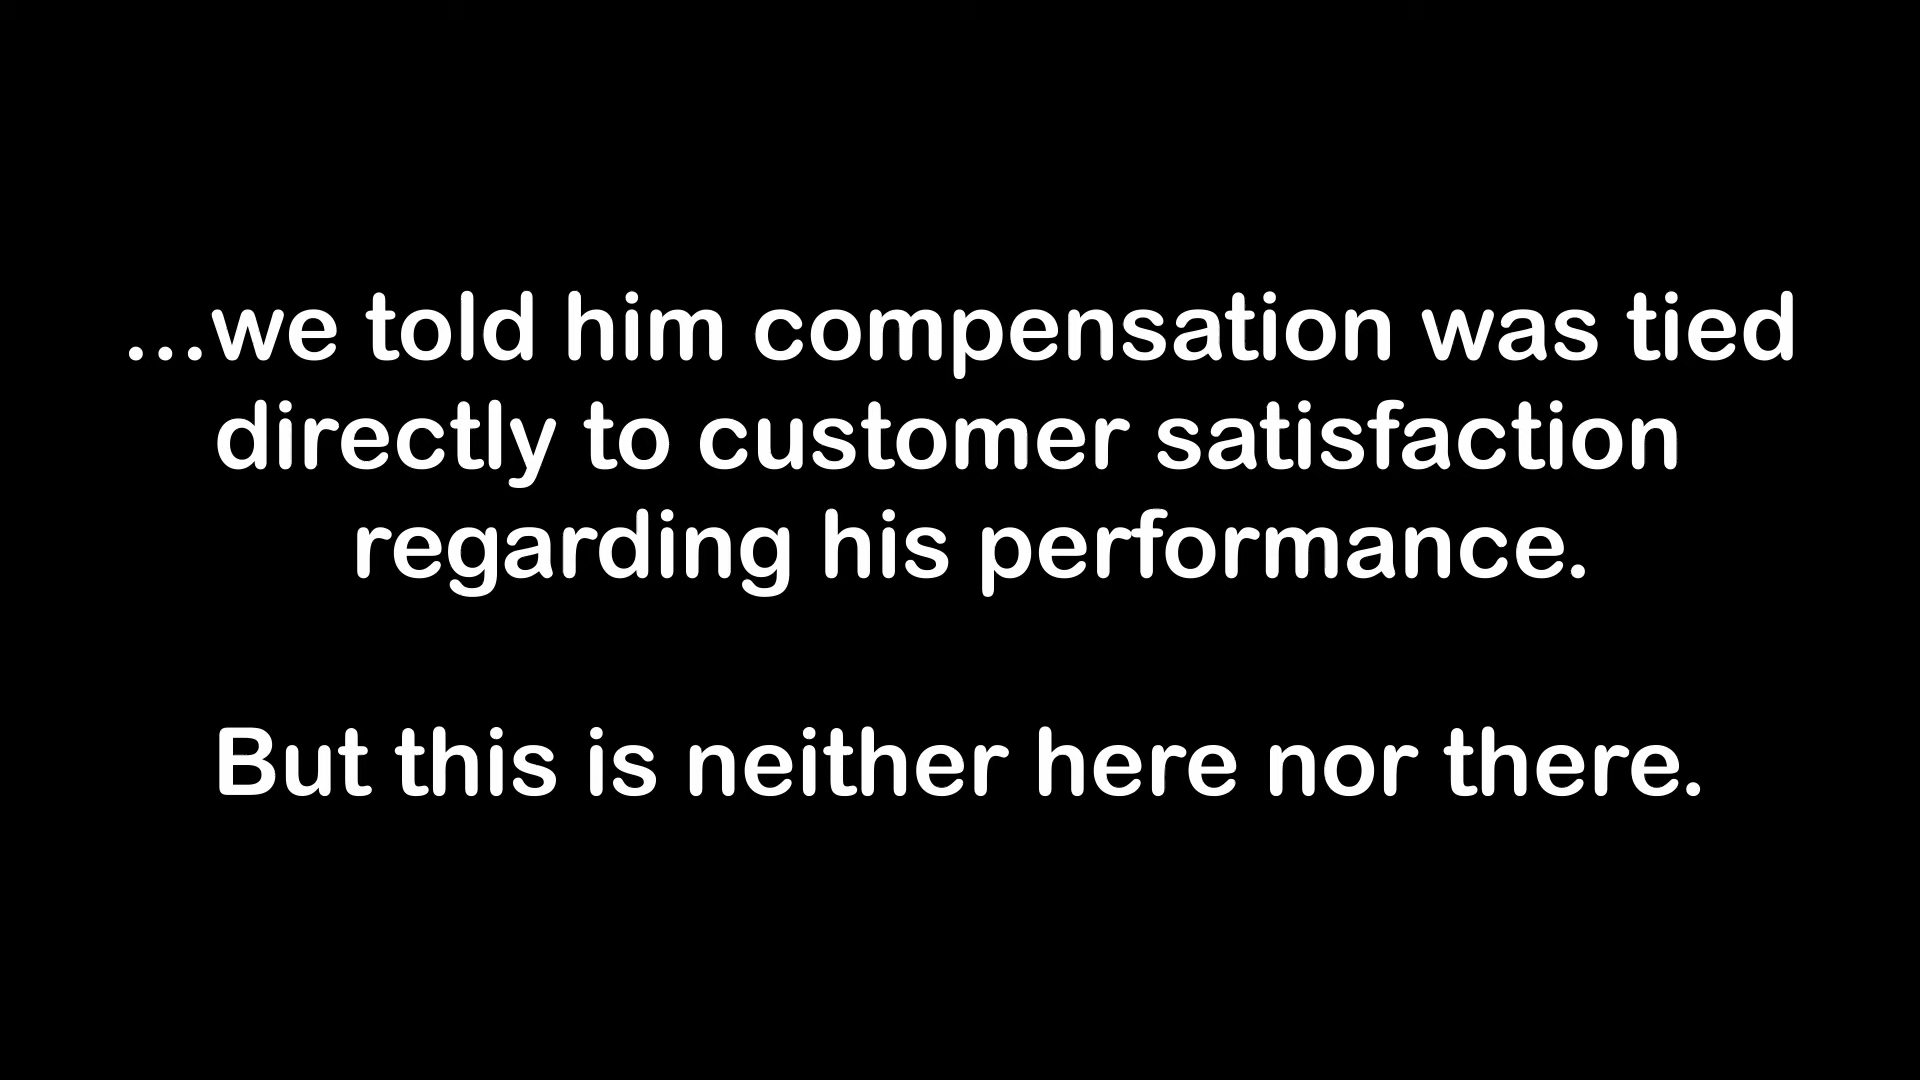 ...we told him compensation was tied
directly to customer satisfaction
regarding his performance.
But this is neither here nor there.